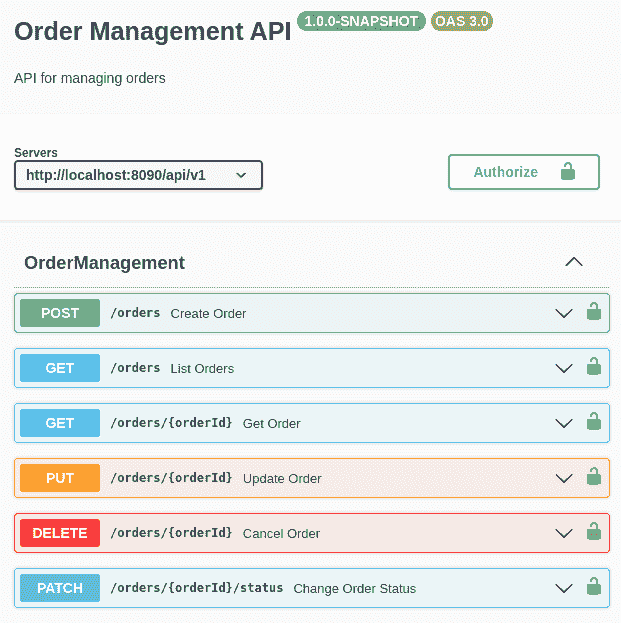 Order Management API 1.0.0-SNAPSHOT OAS 3.0
API for managing orders
Servers
http://localhost:8090/api/v1
Authorize
OrderManagement
POST /orders Create Order
GET /orders List Orders
GET /orders/{orderId} Get Order
PUT /orders/{orderId} Update Order
DELETE /orders/{orderId} Cancel Order
PATCH /orders/{orderId}/status Change Order Status